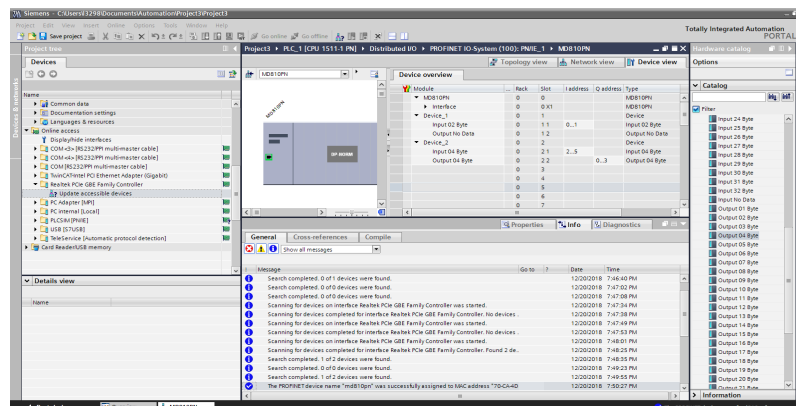 Siemens - C:\Users\3298\Documents\Automation\Project3\Project3
Project Edit View Insert Online Options Tools Window Help
Totally Integrated Automation
PORTAL
Save project
Go online
Go offline
Project tree
Project3 ▸ PLC_1 [CPU 1511-1 PN] ▸ Distributed I/O ▸ PROFINET IO-System (100): PN/IE_1 ▸ MD810PN
Hardware catalog
Devices
Topology view
Network view
Device view
Options
MD810PN
Device overview
Catalog
Name
Common data
Documentation settings
Languages & resources
Online access
Display/hide interfaces
COM <3> [RS232/PPI multi-master cable]
COM <4> [RS232/PPI multi-master cable]
COM [RS232/PPI multi-master cable]
TwinCAT-Intel PCI Ethernet Adapter (Gigabit)
Realtek PCIe GBE Family Controller
Update accessible devices
PC Adapter [MPI]
PC internal [Local]
PLCSIM [PN/IE]
USB [S7USB]
TeleService [Automatic protocol detection]
Card Reader/USB memory
Details view
Name
Devices & networks
MD810PN
DP-NORM
Module ... Rack Slot I address Q address Type
MD810PN 0 0 MD810PN
Interface 0 0 X1 MD810PN
Device_1 0 1 Device
Input 02 Byte 0 1 1 0...1 Input 02 Byte
Output No Data 0 1 2 Output No Data
Device_2 0 2 Device
Input 04 Byte 0 2 1 2...5 Input 04 Byte
Output 04 Byte 0 2 2 0...3 Output 04 Byte
0 3
0 4
0 5
0 6
0 7
Properties
Info
Diagnostics
General
Cross-references
Compile
Show all messages
! Message Go to ? Date Time
Search completed. 0 of 1 devices were found. 12/20/2018 7:46:40 PM
Search completed. 0 of 0 devices were found. 12/20/2018 7:47:02 PM
Search completed. 0 of 0 devices were found. 12/20/2018 7:47:08 PM
Scanning for devices on interface Realtek PCIe GBE Family Controller was started. 12/20/2018 7:47:34 PM
Scanning for devices completed for interface Realtek PCIe GBE Family Controller. No devices ... 12/20/2018 7:47:38 PM
Scanning for devices on interface Realtek PCIe GBE Family Controller was started. 12/20/2018 7:47:49 PM
Scanning for devices completed for interface Realtek PCIe GBE Family Controller. No devices ... 12/20/2018 7:47:53 PM
Scanning for devices on interface Realtek PCIe GBE Family Controller was started. 12/20/2018 7:48:01 PM
Scanning for devices completed for interface Realtek PCIe GBE Family Controller. Found 2 de.. 12/20/2018 7:48:25 PM
Search completed. 1 of 2 devices were found. 12/20/2018 7:48:35 PM
Search completed. 0 of 0 devices were found. 12/20/2018 7:49:23 PM
Search completed. 1 of 2 devices were found. 12/20/2018 7:49:55 PM
The PROFINET device name "md810pn" was successfully assigned to MAC address "70-CA-4D 12/20/2018 7:50:27 PM
Filter
Input 24 Byte
Input 25 Byte
Input 26 Byte
Input 27 Byte
Input 28 Byte
Input 29 Byte
Input 30 Byte
Input 31 Byte
Input 32 Byte
Input No Data
Output 01 Byte
Output 02 Byte
Output 03 Byte
Output 04 Byte
Output 05 Byte
Output 06 Byte
Output 07 Byte
Output 08 Byte
Output 09 Byte
Output 10 Byte
Output 11 Byte
Output 12 Byte
Output 13 Byte
Output 14 Byte
Output 15 Byte
Output 16 Byte
Output 17 Byte
Output 18 Byte
Output 19 Byte
Output 20 Byte
Output 21 Byte
Information